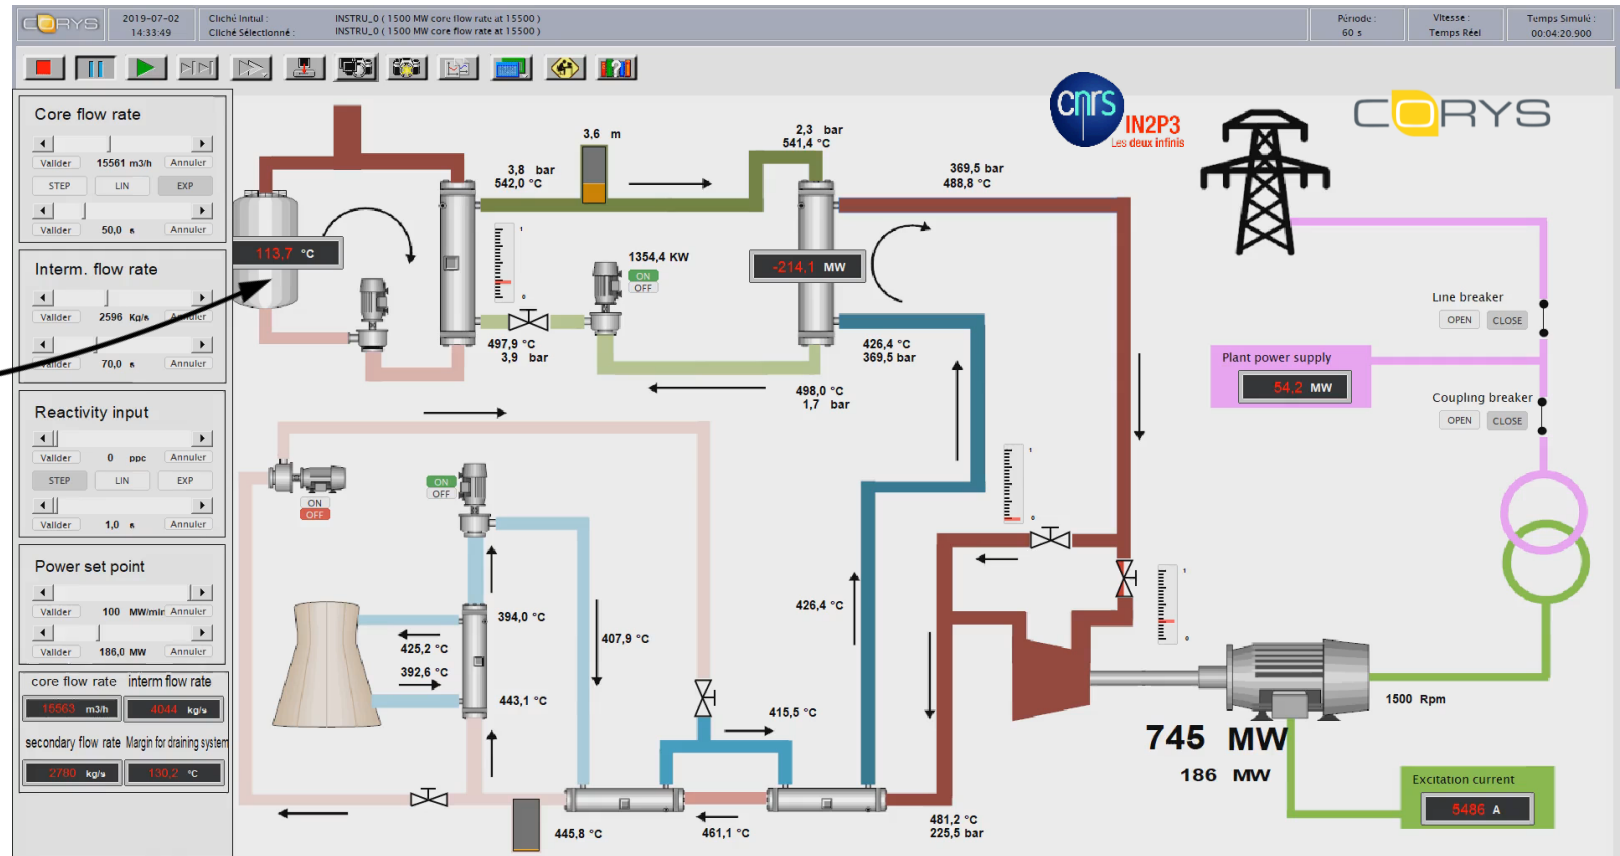 CORYS
2019-07-02
14:33:49
Cliché Initial : INSTRU_0 ( 1500 MW core flow rate at 15500 )
Cliché Sélectionné : INSTRU_0 ( 1500 MW core flow rate at 15500 )
Période :
60 s
Vitesse :
Temps Réel
Temps Simulé :
00:04:20.900
Core flow rate
Valider 15561 m3/h Annuler
STEP LIN EXP
Valider 50,0 s Annuler
Interm. flow rate
Valider 2596 Kg/s Annuler
Valider 70,0 s Annuler
Reactivity input
Valider 0 ppc Annuler
STEP LIN EXP
Valider 1,0 s Annuler
Power set point
Valider 100 MW/min Annuler
Valider 186,0 MW Annuler
core flow rate interm flow rate
15563 m3/h 4044 kg/s
secondary flow rate Margin for draining system
2780 kg/s 130,2 °C
113,7 °C
3,8 bar
542,0 °C
3,6 m
2,3 bar
541,4 °C
369,5 bar
488,8 °C
cnrs
IN2P3
Les deux infinis
CORYS
1
0
1354,4 KW
ON
OFF
-214,1 MW
497,9 °C
3,9 bar
426,4 °C
369,5 bar
498,0 °C
1,7 bar
Line breaker
OPEN CLOSE
Plant power supply
54,2 MW
Coupling breaker
OPEN CLOSE
ON
OFF
ON
OFF
1
0
394,0 °C
425,2 °C
392,6 °C
443,1 °C
407,9 °C
426,4 °C
1
0
415,5 °C
1500 Rpm
745 MW
186 MW
Excitation current
5486 A
445,8 °C
461,1 °C
481,2 °C
225,5 bar